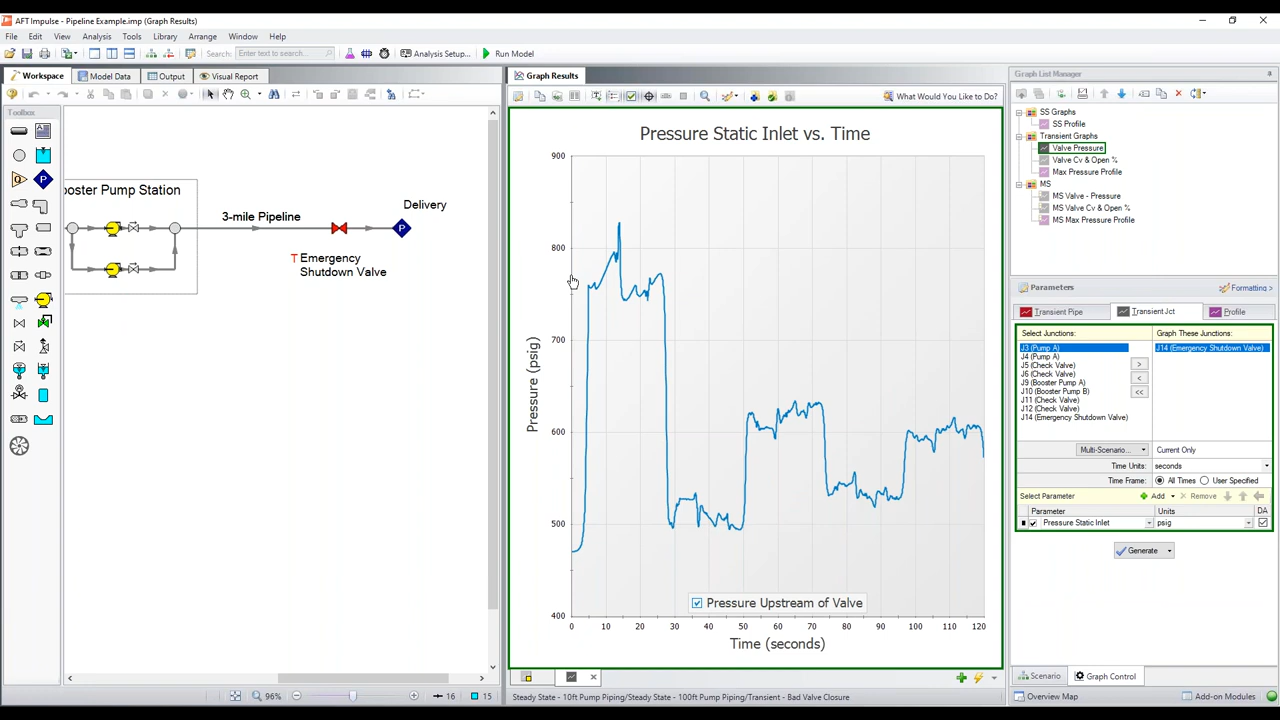 AFT Impulse - Pipeline Example.imp (Graph Results)
File Edit View Analysis Tools Library Arrange Window Help
Search: Enter text to search... Analysis Setup... Run Model
Workspace Model Data Output Visual Report
Graph Results
Graph List Manager
Toolbox
What Would You Like to Do?
SS Graphs
SS Profile
Transient Graphs
Valve Pressure
Valve Cv & Open %
Max Pressure Profile
MS
MS Valve - Pressure
MS Valve Cv & Open %
MS Max Pressure Profile
ooster Pump Station
Delivery
3-mile Pipeline
T Emergency
Shutdown Valve
P
P
Pressure Static Inlet vs. Time
900
800
700
600
500
400
Pressure (psig)
Pressure Upstream of Valve
0 10 20 30 40 50 60 70 80 90 100 110 120
Time (seconds)
Parameters
Formatting >
Transient Pipe Transient Jct Profile
Select Junctions: Graph These Junctions:
J3 (Pump A) J14 (Emergency Shutdown Valve)
J4 (Pump A)
J5 (Check Valve)
J6 (Check Valve)
J9 (Booster Pump A)
J10 (Booster Pump B)
J11 (Check Valve)
J12 (Check Valve)
J14 (Emergency Shutdown Valve)
>
<
<<
Multi-Scenario... Current Only
Time Units: seconds
Time Frame: All Times User Specified
Select Parameter Add Remove
Parameter Units DA
Pressure Static Inlet psig
Generate
Scenario Graph Control
96% 16 15
Steady State - 10ft Pump Piping/Steady State - 100ft Pump Piping/Transient - Bad Valve Closure
Overview Map Add-on Modules